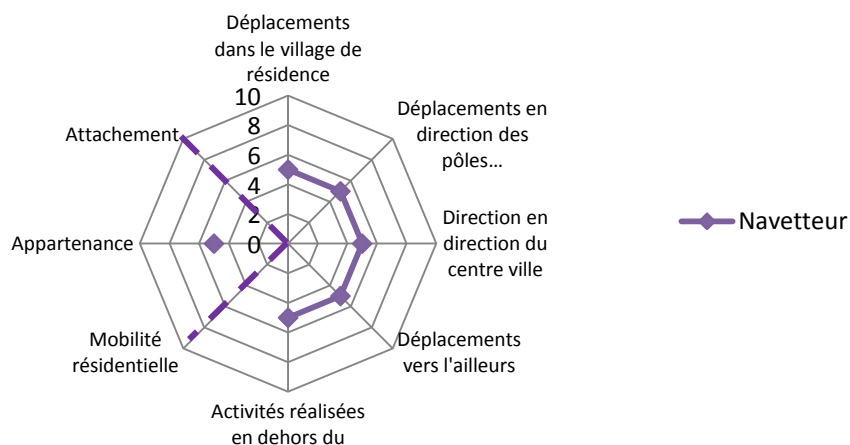 Déplacements
dans le village de
résidence
Déplacements en
direction des
pôles…
Direction en
direction du
centre ville
Déplacements
vers l'ailleurs
Activités réalisées
en dehors du
Mobilité
résidentielle
Appartenance
Attachement
10
8
6
4
2
0
Navetteur